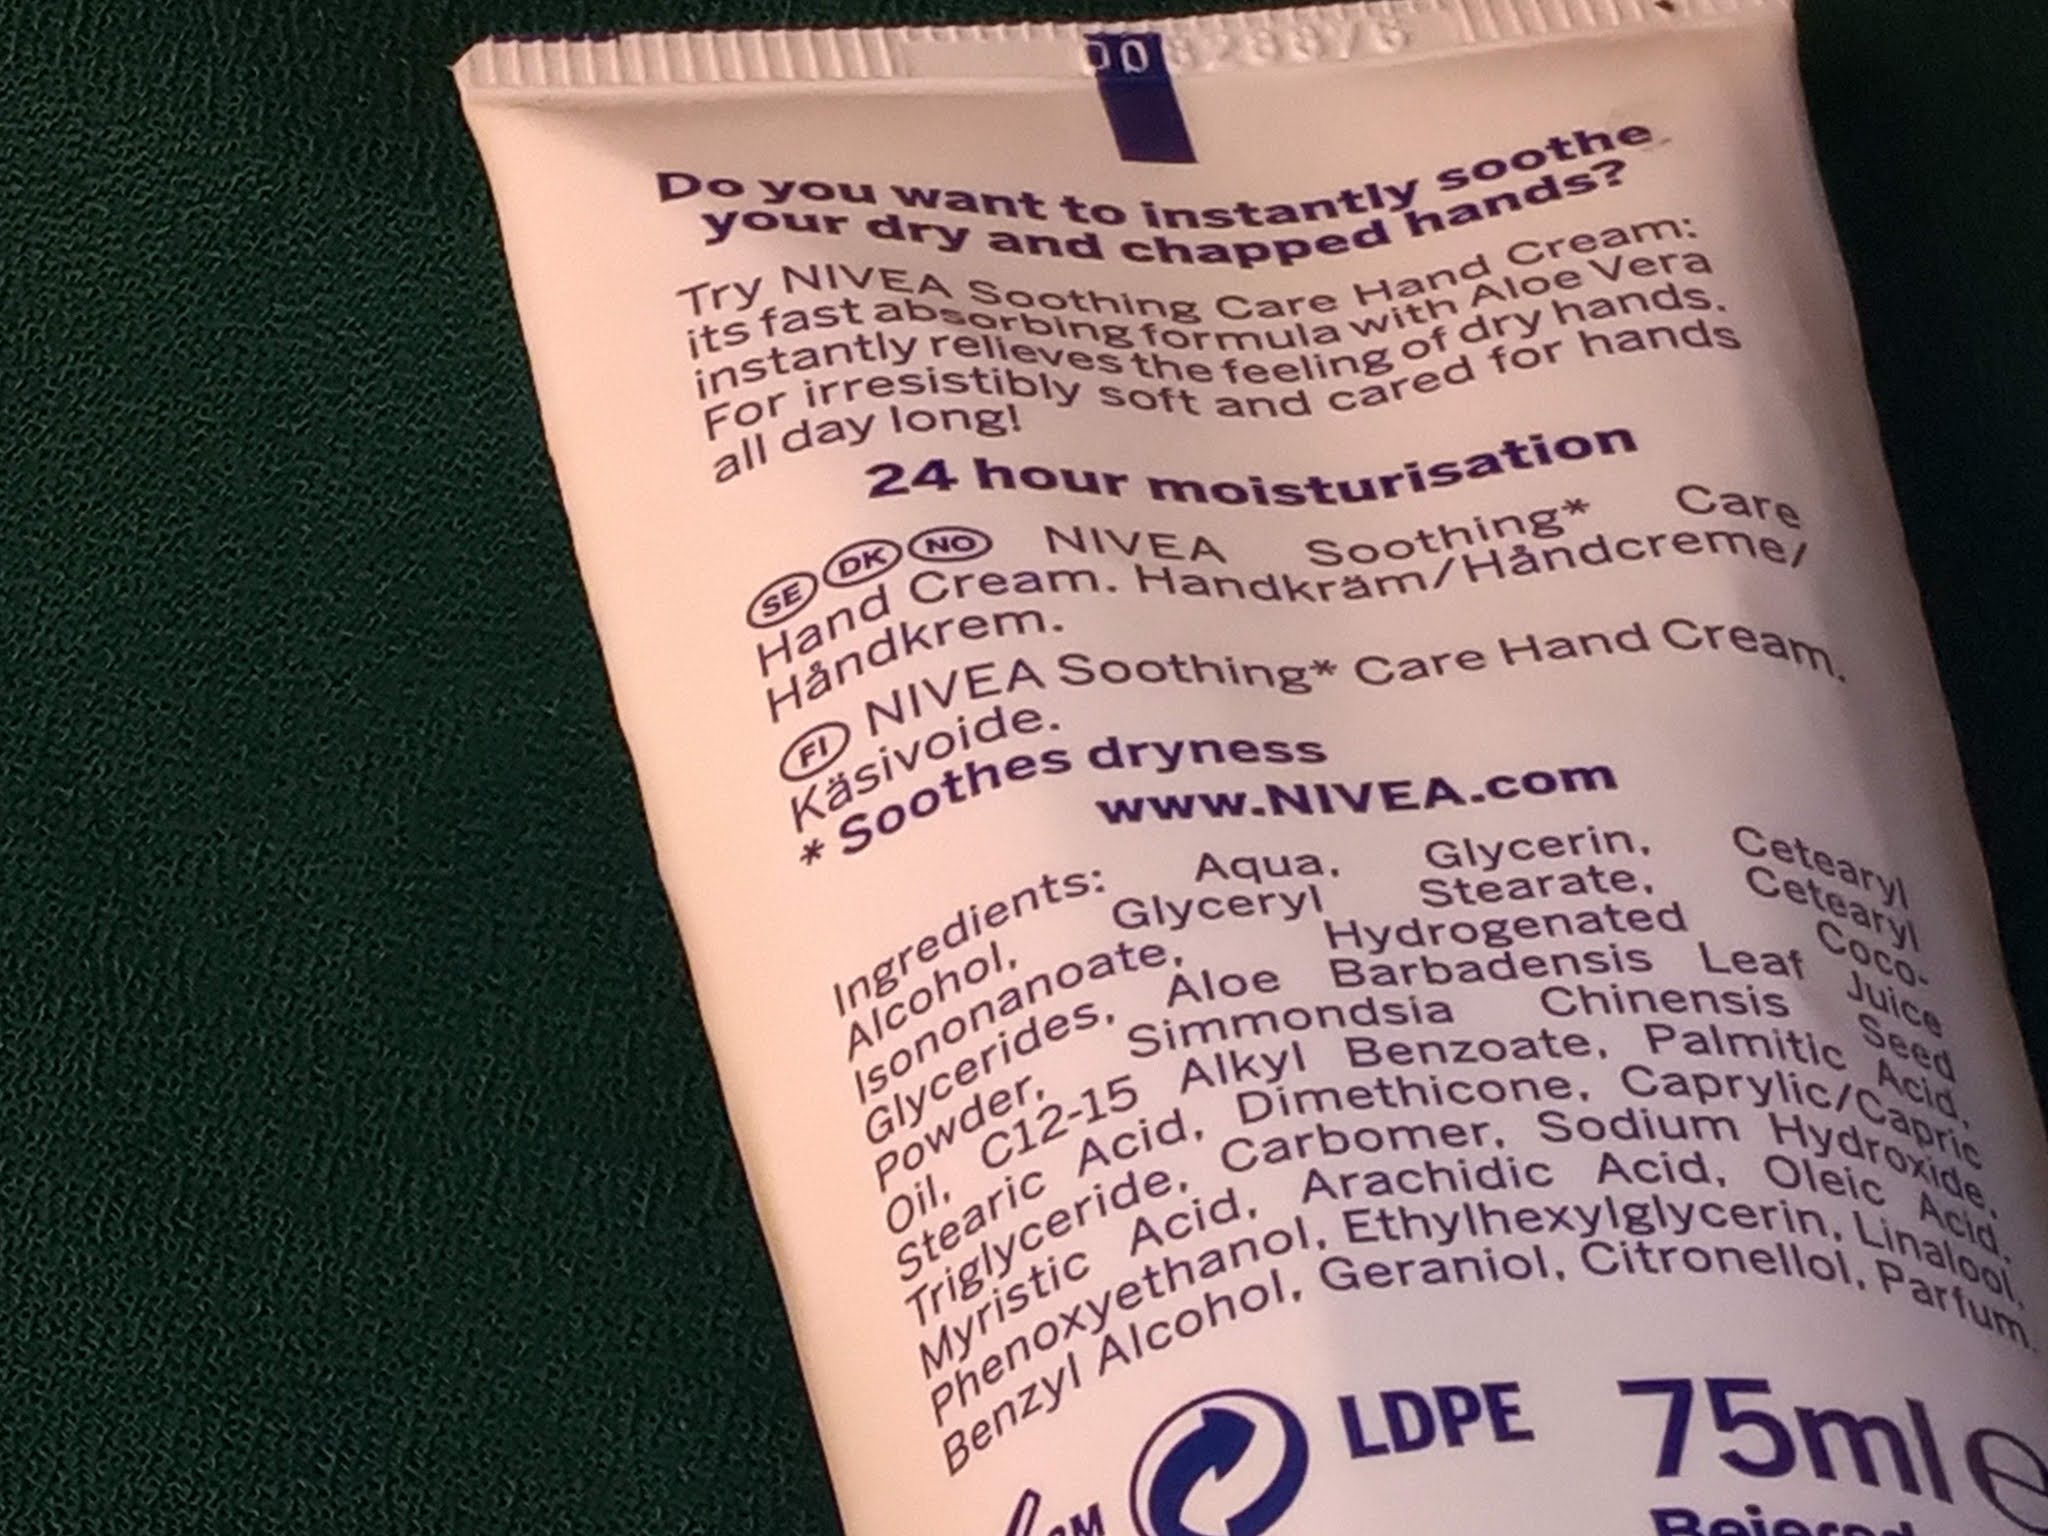 Do you want to instantly soothe
your dry and chapped hands?
Try NIVEA Soothing Care Hand Cream:
its fast absorbing formula with Aloe Vera
instantly relieves the feeling of dry hands.
For irresistibly soft and cared for hands
all day long!
24 hour moisturisation
SE DK NO NIVEA Soothing* Care
Hand Cream. Handkräm/Håndcreme/
Håndkrem.
FI NIVEA Soothing* Care Hand Cream.
Käsivoide.
* Soothes dryness
www.NIVEA.com
Ingredients: Aqua, Glycerin, Cetearyl
Alcohol, Glyceryl Stearate, Cetearyl
Isononanoate, Hydrogenated Coco-
Glycerides, Aloe Barbadensis Leaf Juice
Powder, Simmondsia Chinensis Seed
Oil, C12-15 Alkyl Benzoate, Palmitic Acid,
Stearic Acid, Dimethicone, Caprylic/Capric
Triglyceride, Carbomer, Sodium Hydroxide,
Myristic Acid, Arachidic Acid, Oleic Acid,
Phenoxyethanol, Ethylhexylglycerin, Linalool,
Benzyl Alcohol, Geraniol, Citronellol, Parfum.
LDPE 75ml e